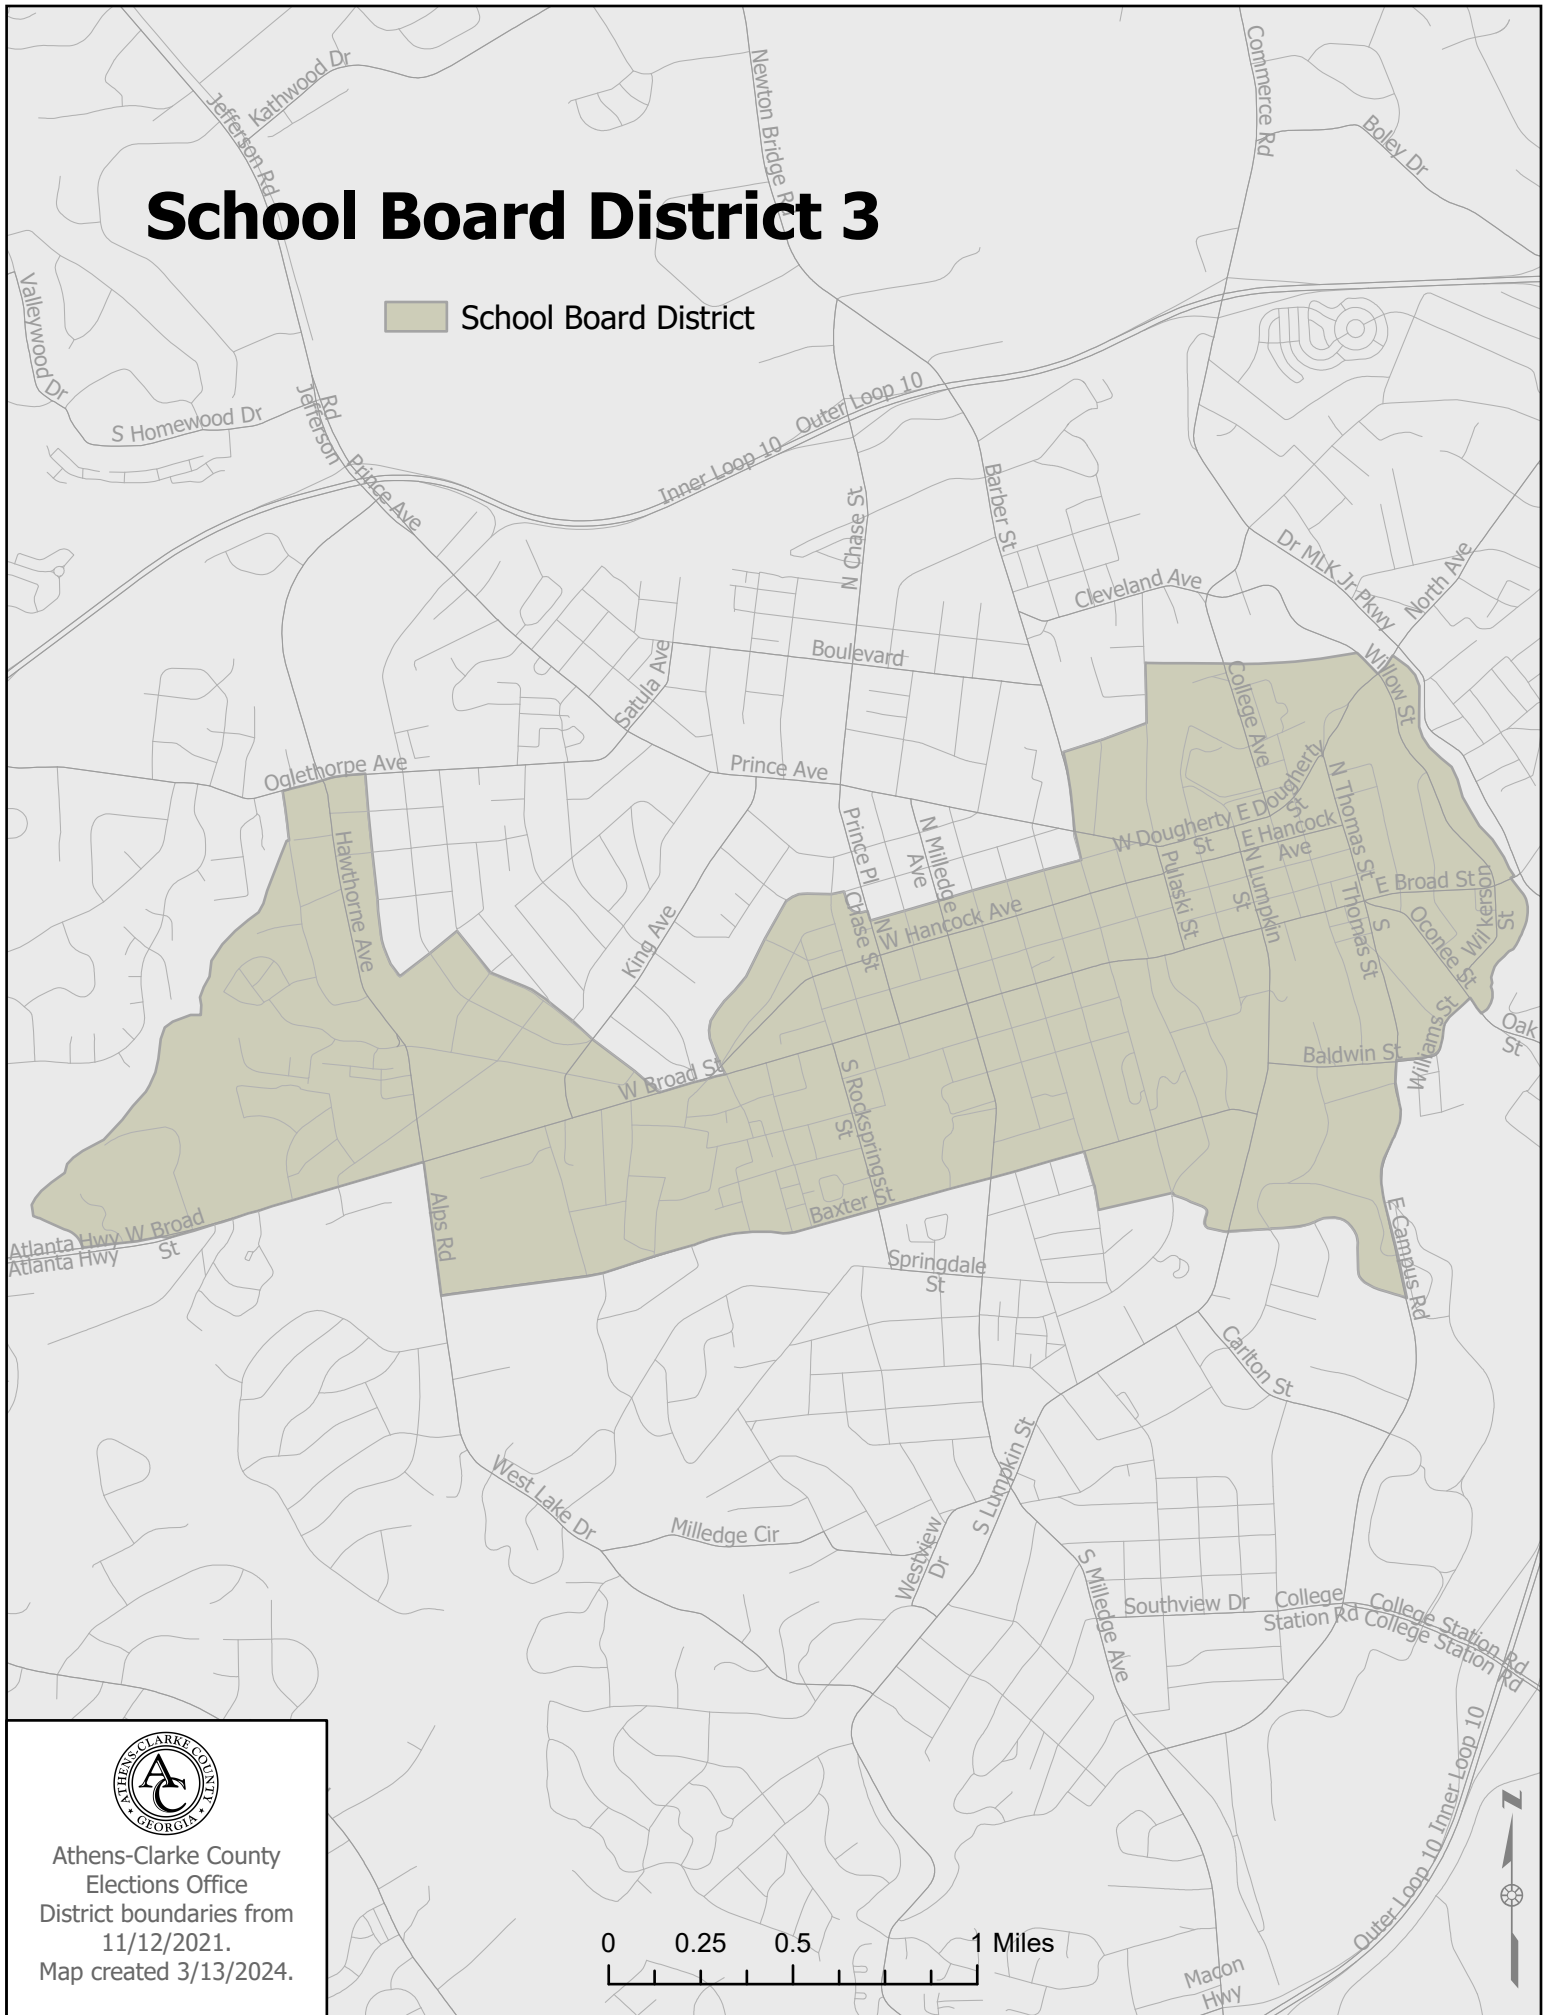 Kathwood Dr
Jefferson Rd
Newton Bridge Rd
Commerce Rd
Boley Dr
School Board District 3
School Board District
Valleywood Dr
S Homewood Dr
Jefferson
Rd
Prince Ave
Inner Loop 10
Outer Loop 10
N Chase St
Barber St
Cleveland Ave
Dr MLK Jr Pkwy
North Ave
Boulevard
Satula Ave
Willow St
College Ave
Oglethorpe Ave
Prince Ave
Hawthorne Ave
King Ave
Prince Pl
N Milledge
Ave
W Dougherty
St
E Dougherty
St
E Hancock
Ave
N Thomas St
Pulaski St
N Lumpkin
St
E Broad St
Wilkerson
St
Oconee St
S
Thomas St
N
Chase St
W Hancock Ave
Williams St
Oak
St
Baldwin St
W Broad St
S Rocksprings
St
Baxter St
Atlanta Hwy
W Broad
St
Atlanta Hwy
Alps Rd
Springdale
St
E Campus Rd
Carlton St
West Lake Dr
Milledge Cir
S Lumpkin St
Westview
Dr
S Milledge Ave
Southview Dr
College
Station Rd
College Station Rd
College Station Rd
Outer Loop 10
Inner Loop 10
Macon
Hwy
ATHENS-CLARKE COUNTY
AC
GEORGIA
Athens-Clarke County
Elections Office
District boundaries from
11/12/2021.
Map created 3/13/2024.
0 0.25 0.5 1 Miles
N